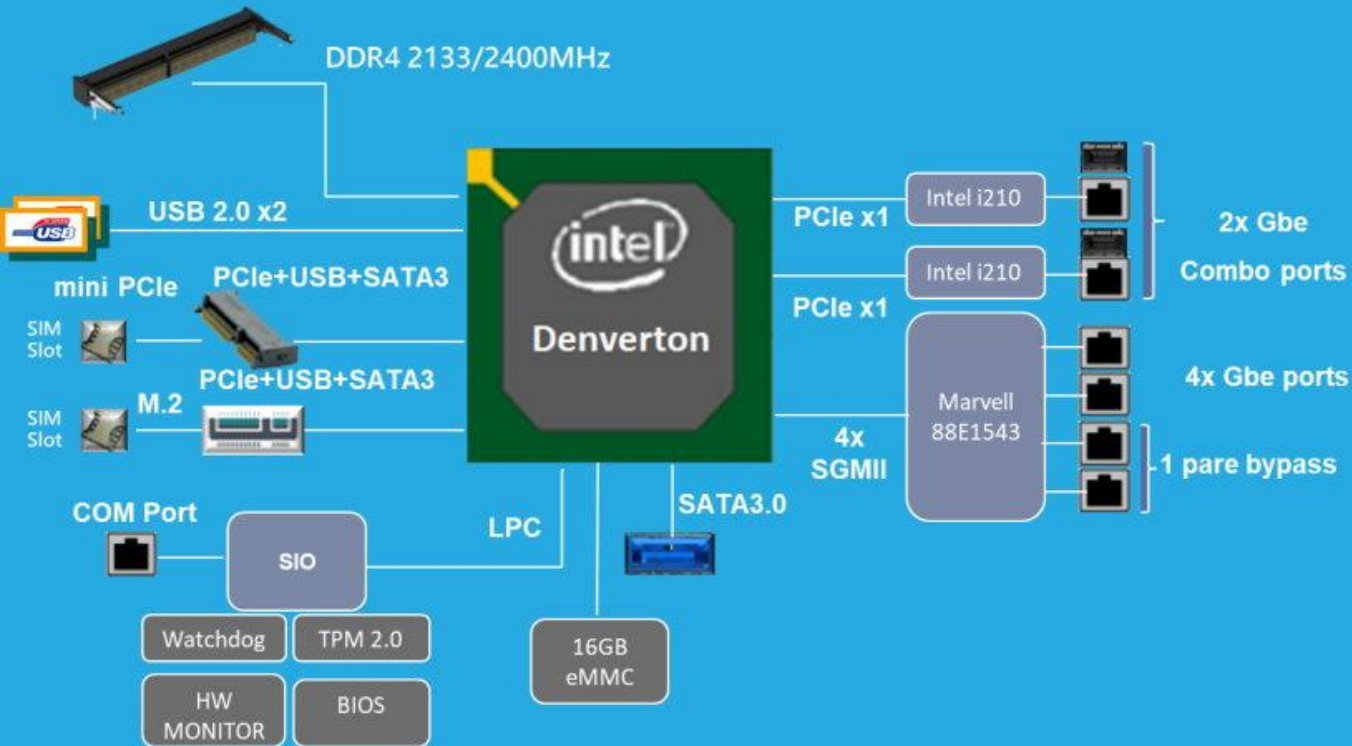 DDR4 2133/2400MHz
USB
USB 2.0 x2
mini PCIe
PCIe+USB+SATA3
SIM
Slot
PCIe+USB+SATA3
M.2
SIM
Slot
intel
Denverton
PCIe x1
Intel i210
2x Gbe
Combo ports
PCIe x1
Intel i210
Marvell
88E1543
4x
SGMII
4x Gbe ports
1 pare bypass
COM Port
SIO
LPC
SATA3.0
Watchdog
TPM 2.0
HW
MONITOR
BIOS
16GB
eMMC